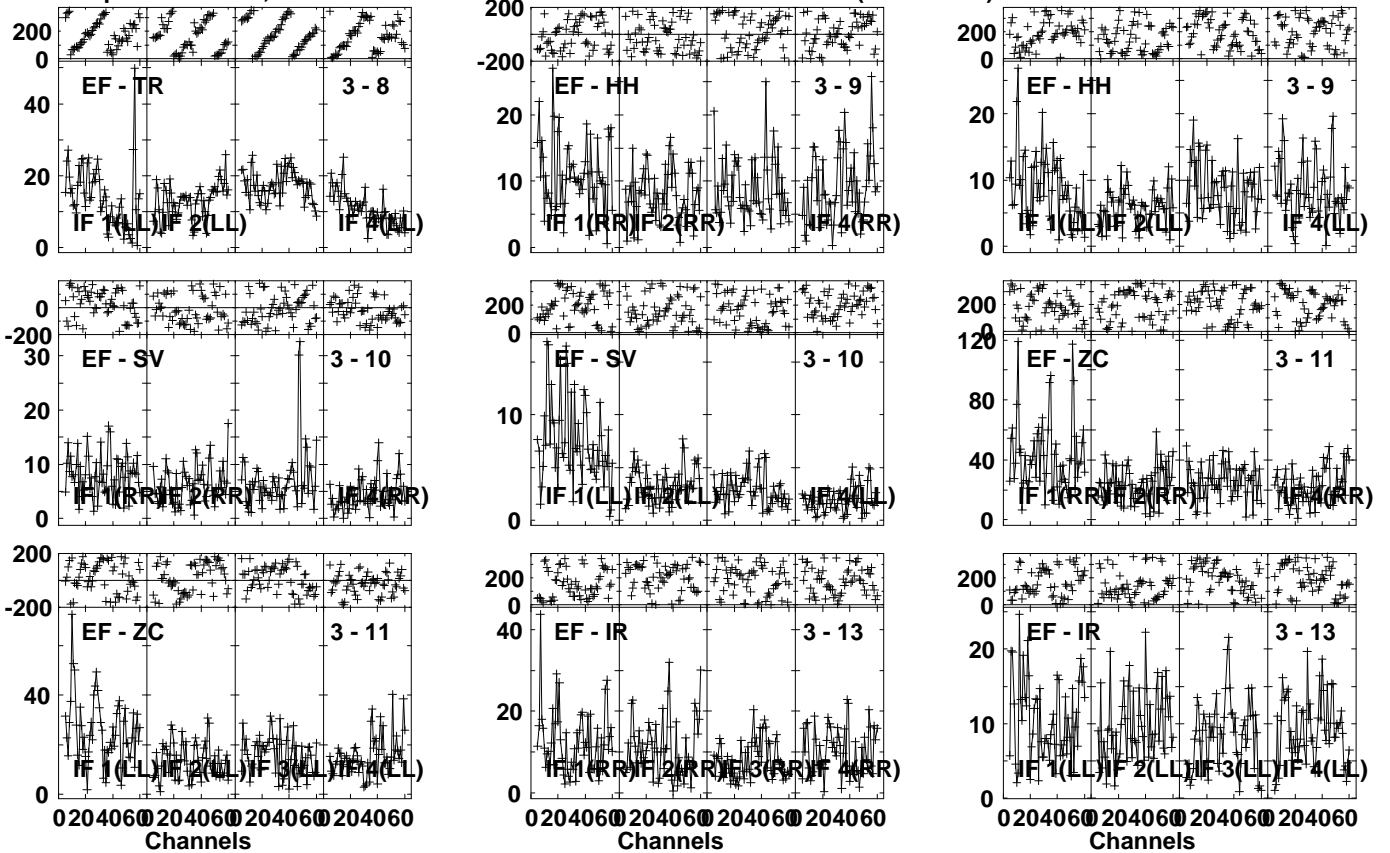 200
0
EF - TR
3 - 8
40
20
0
IF 1(LL)
IF 2(LL)
IF 4(LL)
200
-200
EF - HH
3 - 9
20
10
0
IF 1(RR)
IF 2(RR)
IF 4(RR)
200
0
EF - HH
3 - 9
20
10
0
IF 1(LL)
IF 2(LL)
IF 4(LL)
0
-200
EF - SV
3 - 10
30
20
10
0
IF 1(RR)
IF 2(RR)
IF 4(RR)
200
0
EF - SV
3 - 10
10
0
IF 1(LL)
IF 2(LL)
IF 4(LL)
200
0
EF - ZC
3 - 11
120
80
40
0
IF 1(RR)
IF 2(RR)
IF 4(RR)
200
-200
EF - ZC
3 - 11
40
0
IF 1(LL)
IF 2(LL)
IF 3(LL)
IF 4(LL)
0 20 40 60 0 20 40 60 0 20 40 60 0 20 40 60
Channels
200
0
EF - IR
3 - 13
40
20
0
IF 1(RR)
IF 2(RR)
IF 3(RR)
IF 4(RR)
0 20 40 60 0 20 40 60 0 20 40 60 0 20 40 60
Channels
200
0
EF - IR
3 - 13
20
10
0
IF 1(LL)
IF 2(LL)
IF 3(LL)
IF 4(LL)
0 20 40 60 0 20 40 60 0 20 40 60 0 20 40 60
Channels